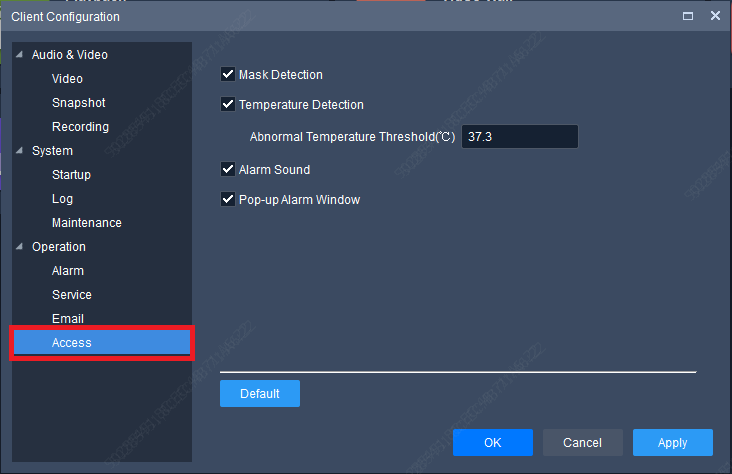 Client Configuration
Audio & Video
Video
Snapshot
Recording
System
Startup
Log
Maintenance
Operation
Alarm
Service
Email
Access
Mask Detection
Temperature Detection
Abnormal Temperature Threshold(℃) 37.3
Alarm Sound
Pop-up Alarm Window
Default
OK Cancel Apply